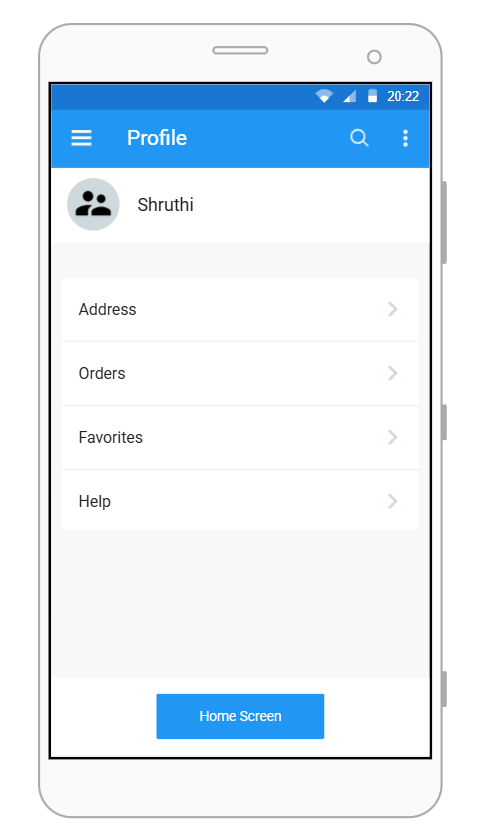 20:22
Profile
Shruthi
Address
Orders
Favorites
Help
Home Screen